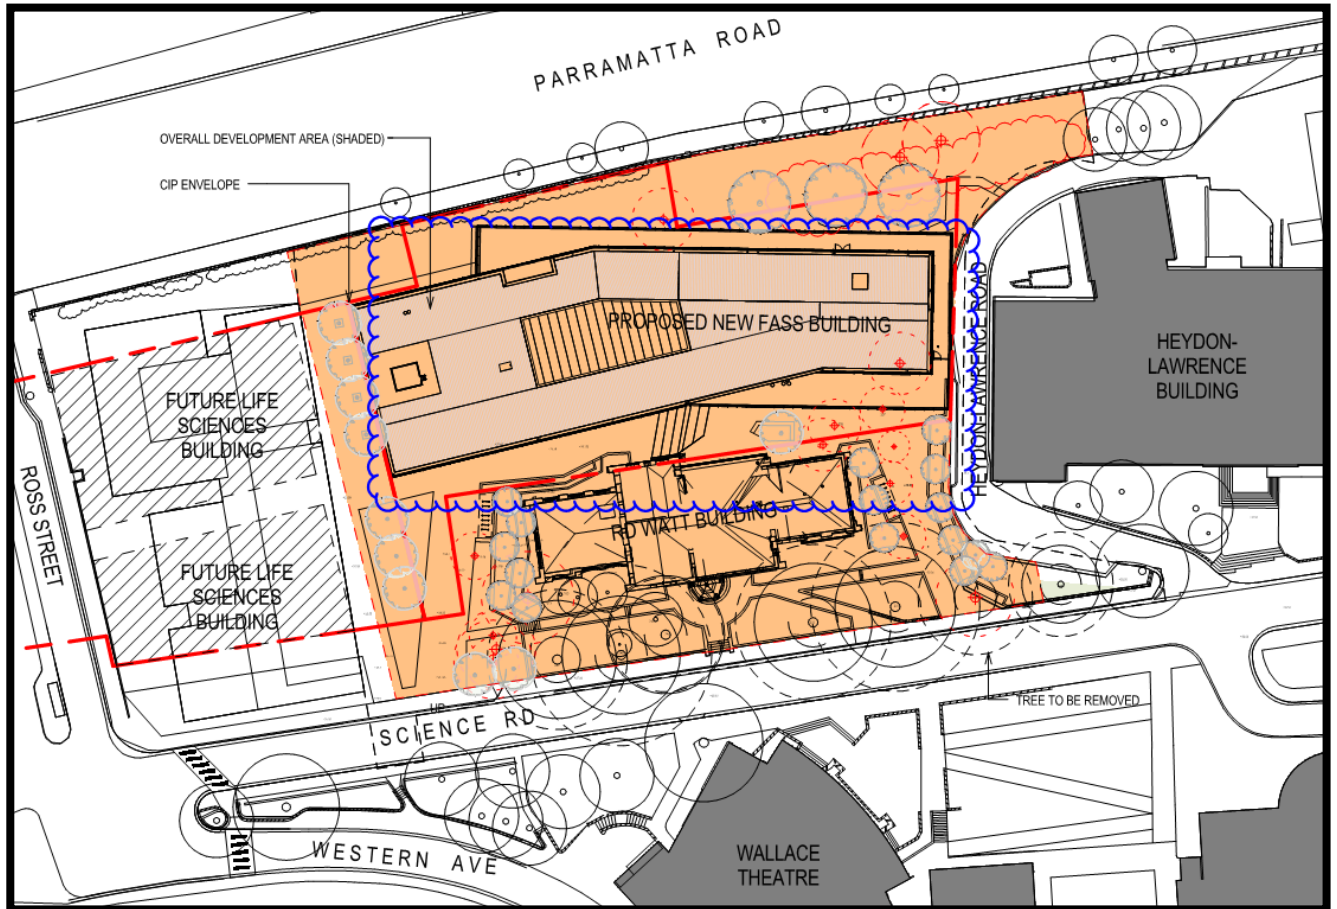 PARRAMATTA ROAD
OVERALL DEVELOPMENT AREA (SHADED)
CIP ENVELOPE
PROPOSED NEW FASS BUILDING
HEYDON-LAWRENCE ROAD
HEYDON-
LAWRENCE
BUILDING
FUTURE LIFE
SCIENCES
BUILDING
ROSS STREET
RD WATT BUILDING
FUTURE LIFE
SCIENCES
BUILDING
TREE TO BE REMOVED
UP
SCIENCE RD
WESTERN AVE
WALLACE
THEATRE